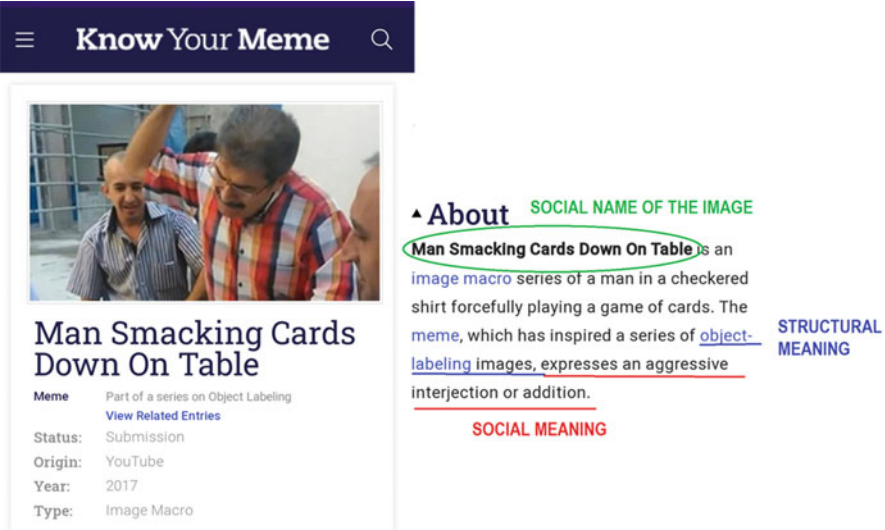 Know Your Meme
Man Smacking Cards
Down On Table
Meme Part of a series on Object Labeling
View Related Entries
Status: Submission
Origin: YouTube
Year: 2017
Type: Image Macro
About SOCIAL NAME OF THE IMAGE
Man Smacking Cards Down On Table is an
image macro series of a man in a checkered
shirt forcefully playing a game of cards. The
meme, which has inspired a series of object-
labeling images, expresses an aggressive
interjection or addition.
STRUCTURAL
MEANING
SOCIAL MEANING